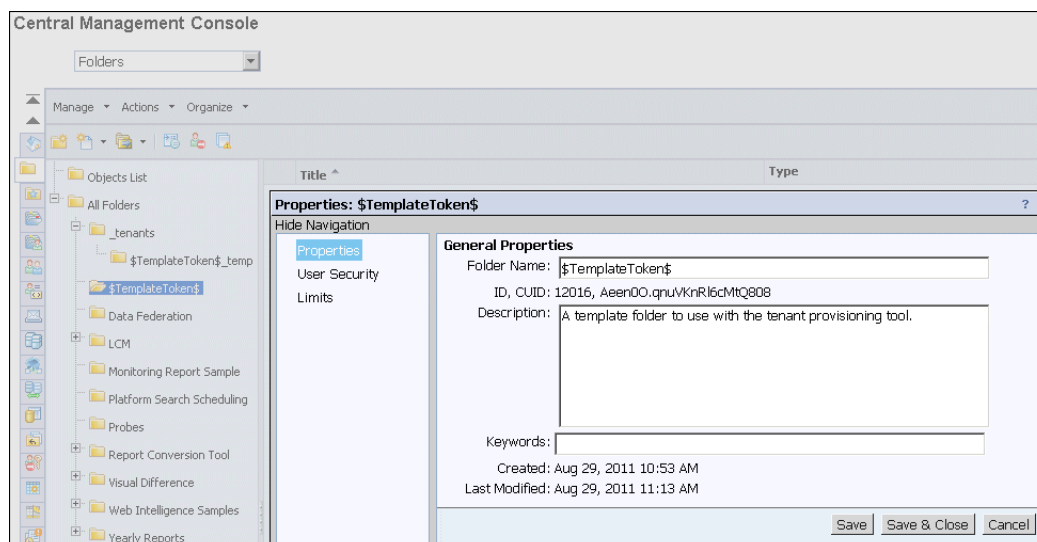 Central Management Console
Folders
Manage Actions Organize
Title Type
Objects List
All Folders
_tenants
$TemplateToken$_temp
$TemplateToken$
Data Federation
LCM
Monitoring Report Sample
Platform Search Scheduling
Probes
Report Conversion Tool
Visual Difference
Web Intelligence Samples
Yearly Reports
Properties: $TemplateToken$ ?
Hide Navigation
Properties
User Security
Limits
General Properties
Folder Name: $TemplateToken$
ID, CUID: 12016, Aeen0O.qnuVKnRl6cMtQ808
Description: A template folder to use with the tenant provisioning tool.
Keywords:
Created: Aug 29, 2011 10:53 AM
Last Modified: Aug 29, 2011 11:13 AM
Save Save & Close Cancel